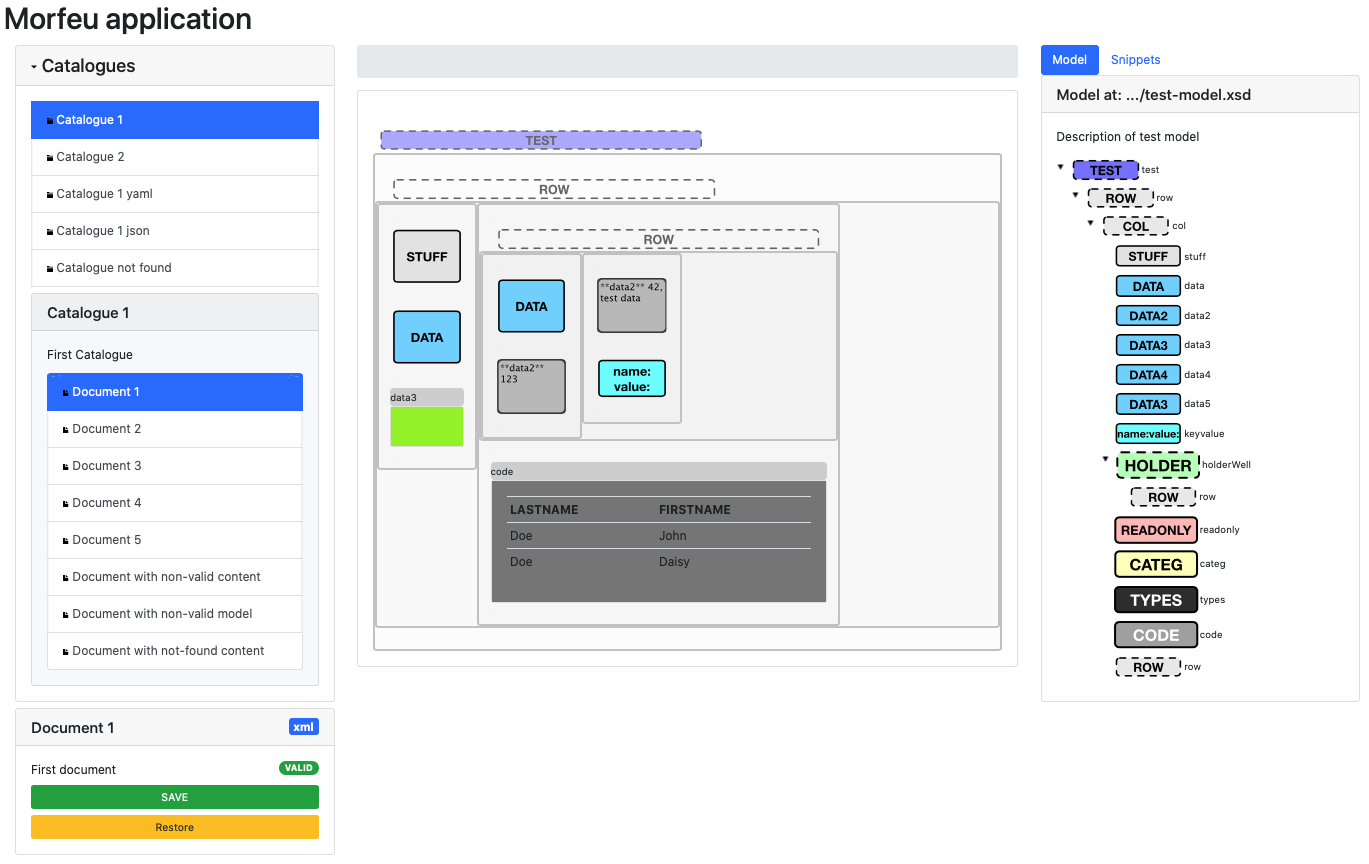 Morfeu application
Catalogues
Catalogue 1
Catalogue 2
Catalogue 1 yaml
Catalogue 1 json
Catalogue not found
Catalogue 1
First Catalogue
Document 1
Document 2
Document 3
Document 4
Document 5
Document with non-valid content
Document with non-valid model
Document with not-found content
Document 1 xml
First document VALID
SAVE
Restore
TEST
ROW
STUFF
DATA
data3
ROW
DATA
**data2**
123
**data2** 42,
test data
name:
value:
code
LASTNAME FIRSTNAME
Doe John
Doe Daisy
Model Snippets
Model at: .../test-model.xsd
Description of test model
TEST test
ROW row
COL col
STUFF stuff
DATA data
DATA2 data2
DATA3 data3
DATA4 data4
DATA3 data5
name:value: keyvalue
HOLDER holderWell
ROW row
READONLY readonly
CATEG categ
TYPES types
CODE code
ROW row